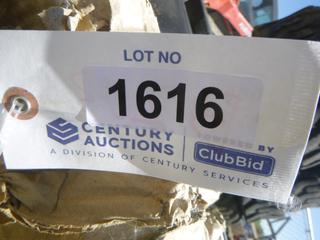 LOT NO
1616
CENTURY
AUCTIONS
A DIVISION OF CENTURY SERVICES
POWERED BY
ClubBid